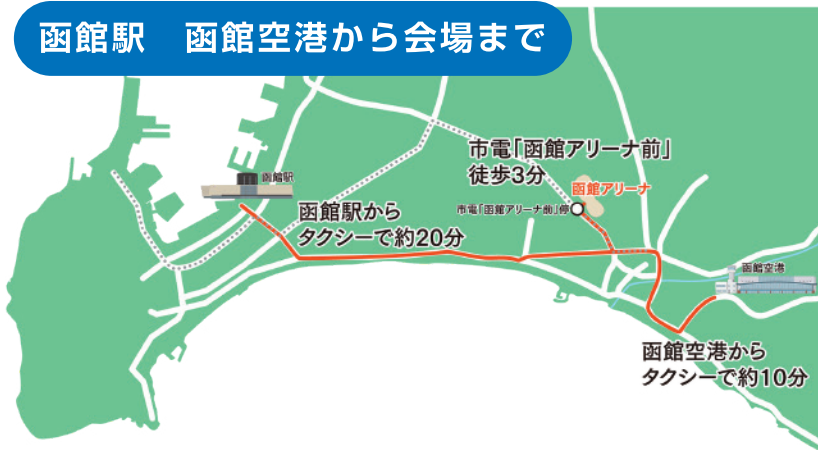 函館駅　函館空港から会場まで
市電「函館アリーナ前」
徒歩3分
函館駅
函館アリーナ
市電「函館アリーナ前」停
函館駅から
タクシーで約20分
函館空港
函館空港から
タクシーで約10分